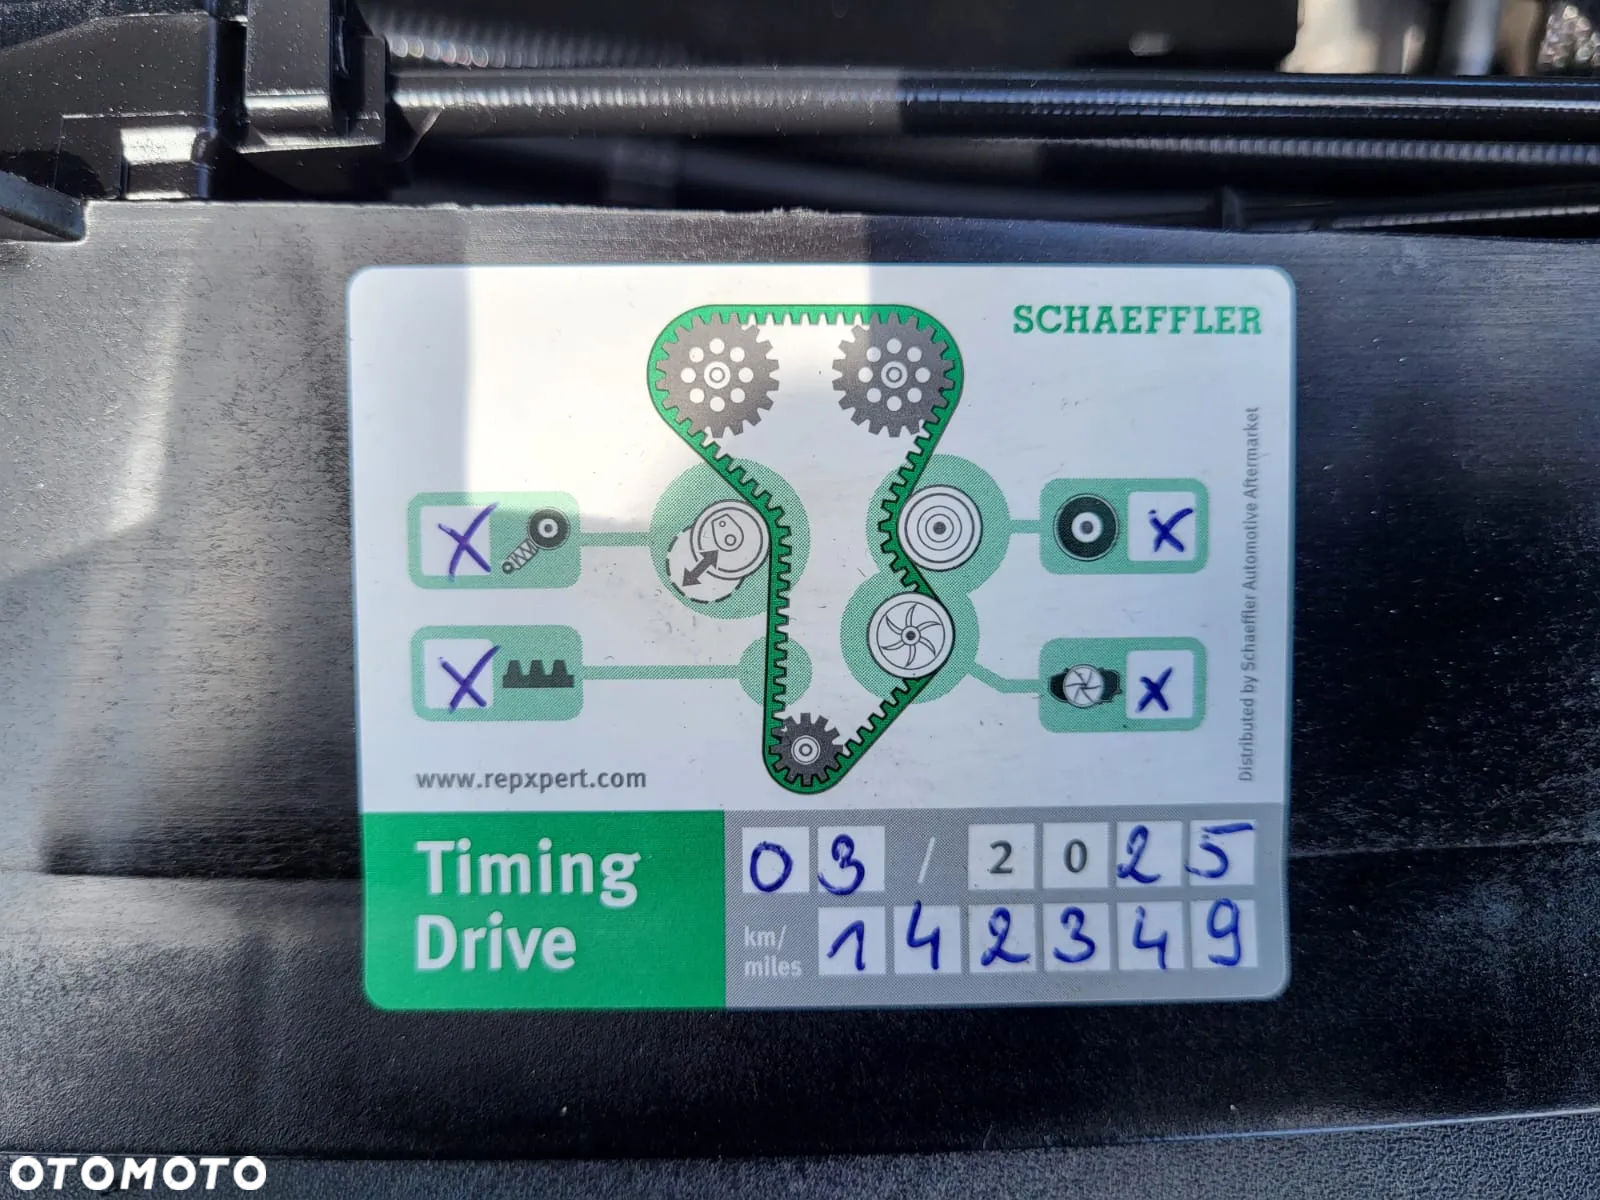 SCHAEFFLER
X
X
X
X
www.repxpert.com
Distributed by Schaeffler Automotive Aftermarket
Timing
Drive
03 / 2025
km/
miles
142349
OTOMOTO